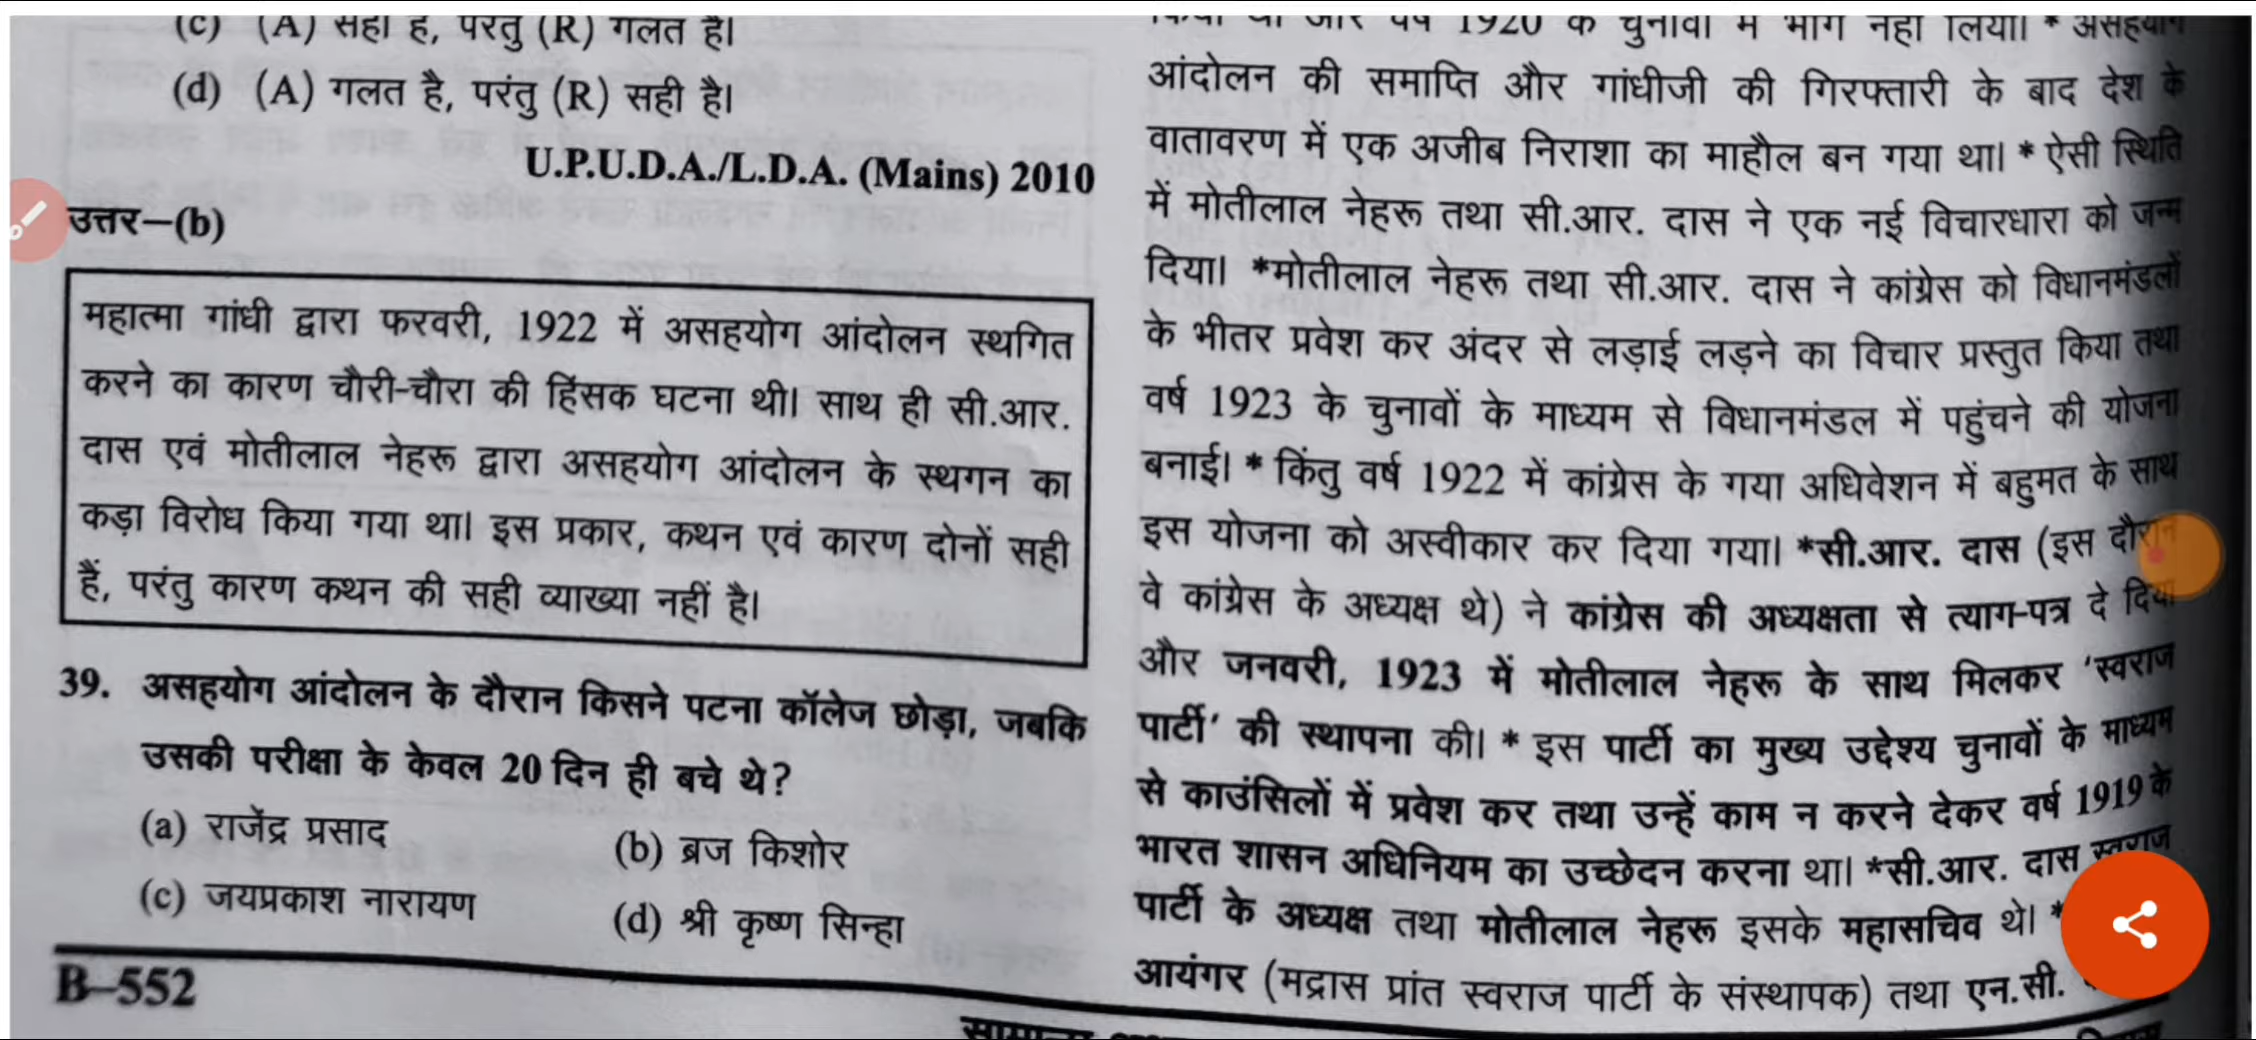 (c) (A) सही है, परंतु (R) गलत है।
(d) (A) गलत है, परंतु (R) सही है।
U.P.U.D.A./L.D.A. (Mains) 2010
उत्तर–(b)
महात्मा गांधी द्वारा फरवरी, 1922 में असहयोग आंदोलन स्थगित
करने का कारण चौरी-चौरा की हिंसक घटना थी। साथ ही सी.आर.
दास एवं मोतीलाल नेहरू द्वारा असहयोग आंदोलन के स्थगन का
कड़ा विरोध किया गया था। इस प्रकार, कथन एवं कारण दोनों सही
हैं, परंतु कारण कथन की सही व्याख्या नहीं है।
39. असहयोग आंदोलन के दौरान किसने पटना कॉलेज छोड़ा, जबकि
उसकी परीक्षा के केवल 20 दिन ही बचे थे?
(a) राजेंद्र प्रसाद (b) ब्रज किशोर
(c) जयप्रकाश नारायण (d) श्री कृष्ण सिन्हा
B–552
1920 के चुनावों में भाग नहीं लिया। * असहयोग
आंदोलन की समाप्ति और गांधीजी की गिरफ्तारी के बाद देश के
वातावरण में एक अजीब निराशा का माहौल बन गया था। * ऐसी स्थिति
में मोतीलाल नेहरू तथा सी.आर. दास ने एक नई विचारधारा को जन्म
दिया। *मोतीलाल नेहरू तथा सी.आर. दास ने कांग्रेस को विधानमंडलों
के भीतर प्रवेश कर अंदर से लड़ाई लड़ने का विचार प्रस्तुत किया तथा
वर्ष 1923 के चुनावों के माध्यम से विधानमंडल में पहुंचने की योजना
बनाई। * किंतु वर्ष 1922 में कांग्रेस के गया अधिवेशन में बहुमत के साथ
इस योजना को अस्वीकार कर दिया गया। *सी.आर. दास (इस दौरान
वे कांग्रेस के अध्यक्ष थे) ने कांग्रेस की अध्यक्षता से त्याग-पत्र दे दिया
और जनवरी, 1923 में मोतीलाल नेहरू के साथ मिलकर 'स्वराज
पार्टी' की स्थापना की। * इस पार्टी का मुख्य उद्देश्य चुनावों के माध्यम
से काउंसिलों में प्रवेश कर तथा उन्हें काम न करने देकर वर्ष 1919 के
भारत शासन अधिनियम का उच्छेदन करना था। *सी.आर. दास स्वराज
पार्टी के अध्यक्ष तथा मोतीलाल नेहरू इसके महासचिव थे। *
आयंगर (मद्रास प्रांत स्वराज पार्टी के संस्थापक) तथा एन.सी.